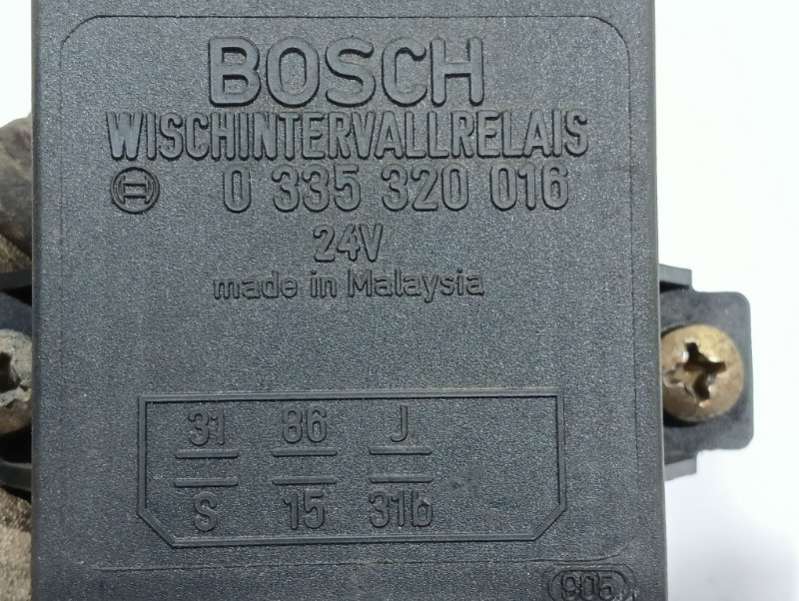 BOSCH
WISCHINTERVALLRELAIS
0 335 320 016
24V
made in Malaysia
31 86 J
S 15 31b
905